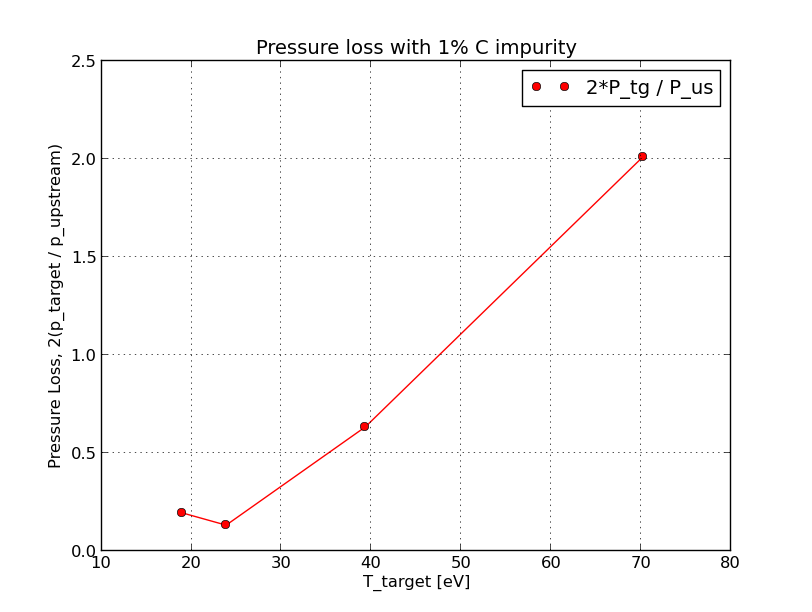 Pressure loss with 1% C impurity
2*P_tg / P_us
Pressure Loss, 2(p_target / p_upstream)
2.5
2.0
1.5
1.0
0.5
0.0
10 20 30 40 50 60 70 80
T_target [eV]